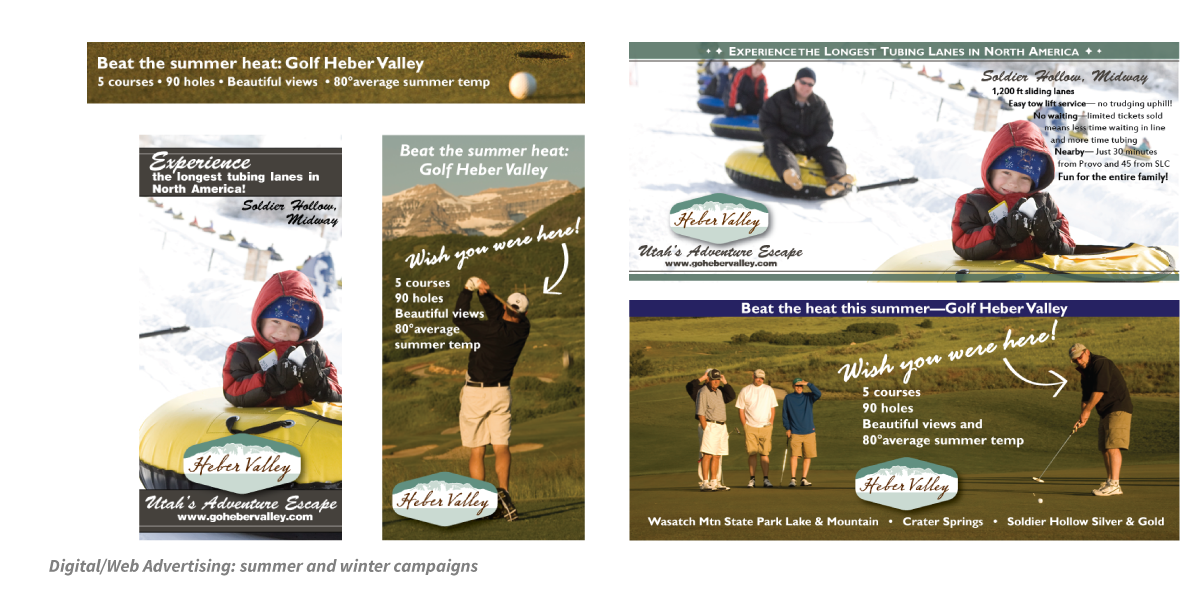 Beat the summer heat: Golf Heber Valley
5 courses • 90 holes • Beautiful views • 80°average summer temp
Experience
the longest tubing lanes in
North America!
Soldier Hollow,
Midway
Heber Valley
Utah's Adventure Escape
www.gohebervalley.com
Beat the summer heat:
Golf Heber Valley
Wish you were here!
5 courses
90 holes
Beautiful views
80°average
summer temp
Heber Valley
Experience the Longest Tubing Lanes in North America
Soldier Hollow, Midway
1,200 ft sliding lanes
Easy tow lift service— no trudging uphill!
No waiting—limited tickets sold
means less time waiting in line
and more time tubing
Nearby— Just 30 minutes
from Provo and 45 from SLC
Fun for the entire family!
Heber Valley
Utah's Adventure Escape
www.gohebervalley.com
Beat the heat this summer—Golf Heber Valley
Wish you were here!
5 courses
90 holes
Beautiful views and
80°average summer temp
Heber Valley
Wasatch Mtn State Park Lake & Mountain • Crater Springs • Soldier Hollow Silver & Gold
Digital/Web Advertising: summer and winter campaigns